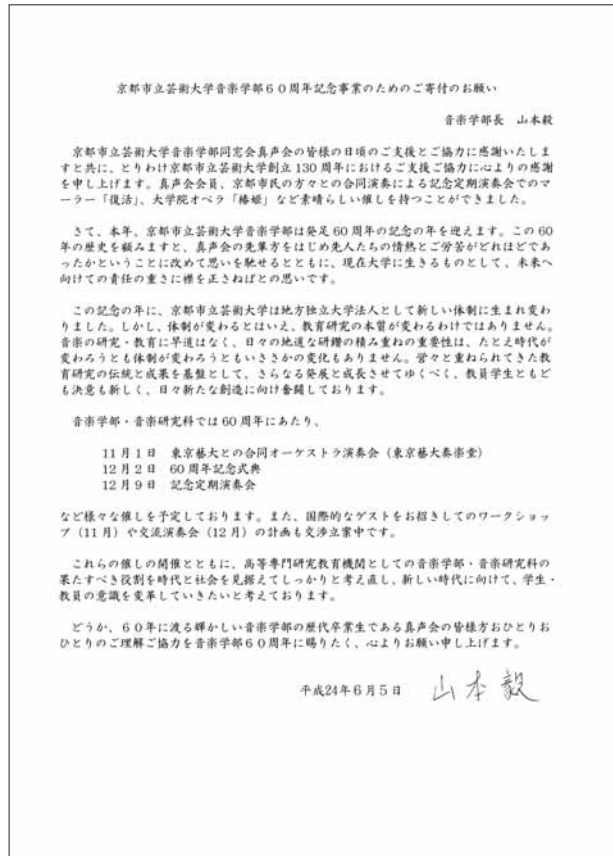 京都市立芸術大学音楽学部６０周年記念事業のためのご寄付のお願い
音楽学部長　山本毅
京都市立芸術大学音楽学部同窓会真声会の皆様の日頃のご支援とご協力に感謝いたしま
すと共に、とりわけ京都市立芸術大学創立 130 周年におけるご支援ご協力に心よりの感謝
を申し上げます。真声会会員、京都市民の方々との合同演奏による記念定期演奏会でのマ
ーラー「復活」、大学院オペラ「椿姫」など素晴らしい催しを持つことができました。
さて、本年、京都市立芸術大学音楽学部は発足 60 周年の記念の年を迎えます。この 60
年の歴史を顧みますと、真声会の先輩方をはじめ先人たちの情熱とご労苦がどれほどであ
ったかということに改めて思いを馳せるとともに、現在大学に生きるものとして、未来へ
向けての責任の重さに襟を正さねばとの思いです。
この記念の年に、京都市立芸術大学は地方独立大学法人として新しい体制に生まれ変わ
りました。しかし、体制が変わるとはいえ、教育研究の本質が変わるわけではありません。
音楽の研究・教育に早道はなく、日々の地道な研鑽の積み重ねの重要性は、たとえ時代が
変わろうとも体制が変わろうともいささかの変化もありません。営々と重ねられてきた教
育研究の伝統と成果を基盤として、さらなる発展と成長させてゆくべく、教員学生ともど
も決意も新しく、日々新たな創造に向け奮闘しております。
音楽学部・音楽研究科では 60 周年にあたり、
11 月 1 日　東京藝大との合同オーケストラ演奏会（東京藝大奏楽堂）
12 月 2 日　60 周年記念式典
12 月 9 日　記念定期演奏会
など様々な催しを予定しております。また、国際的なゲストをお招きしてのワークショッ
プ（11 月）や交流演奏会（12 月）の計画も交渉立案中です。
これらの催しの開催とともに、高等専門研究教育機関としての音楽学部・音楽研究科の
果たすべき役割を時代と社会を見据えてしっかりと考え直し、新しい時代に向けて、学生・
教員の意識を変革していきたいと考えております。
どうか、６０年に渡る輝かしい音楽学部の歴代卒業生である真声会の皆様方おひとりお
ひとりのご理解ご協力を音楽学部６０周年に賜りたく、心よりお願い申し上げます。
平成24年６月５日　山本毅